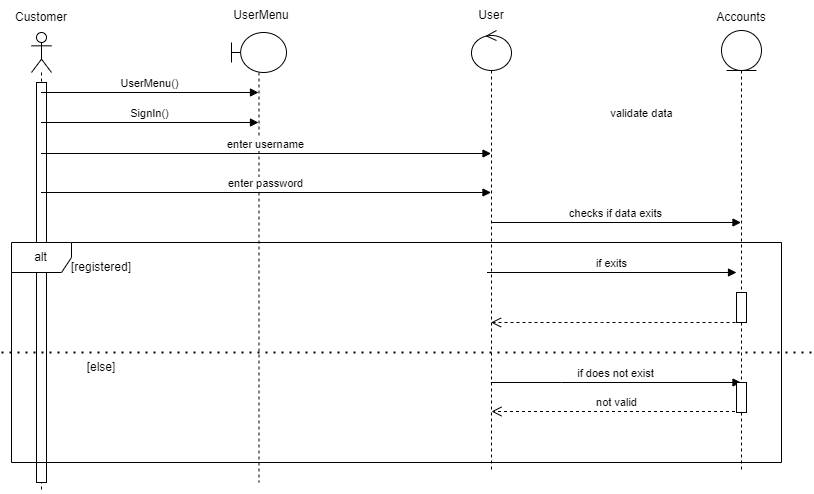 Customer
UserMenu
User
Accounts
UserMenu()
SignIn()
validate data
enter username
enter password
checks if data exits
alt
[registered]
if exits
[else]
if does not exist
not valid